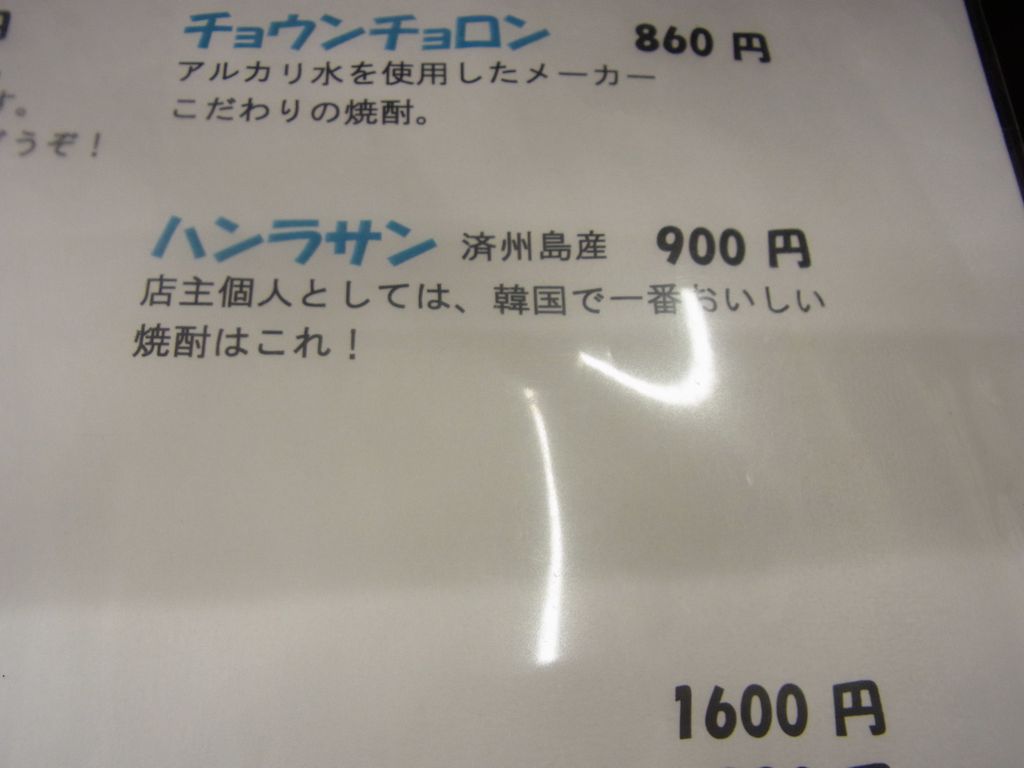 チョウンチョロン 860 円
アルカリ水を使用したメーカー
こだわりの焼酎。
うぞ！
ハンラサン 済州島産 900 円
店主個人としては、韓国で一番おいしい
焼酎はこれ！
1600 円